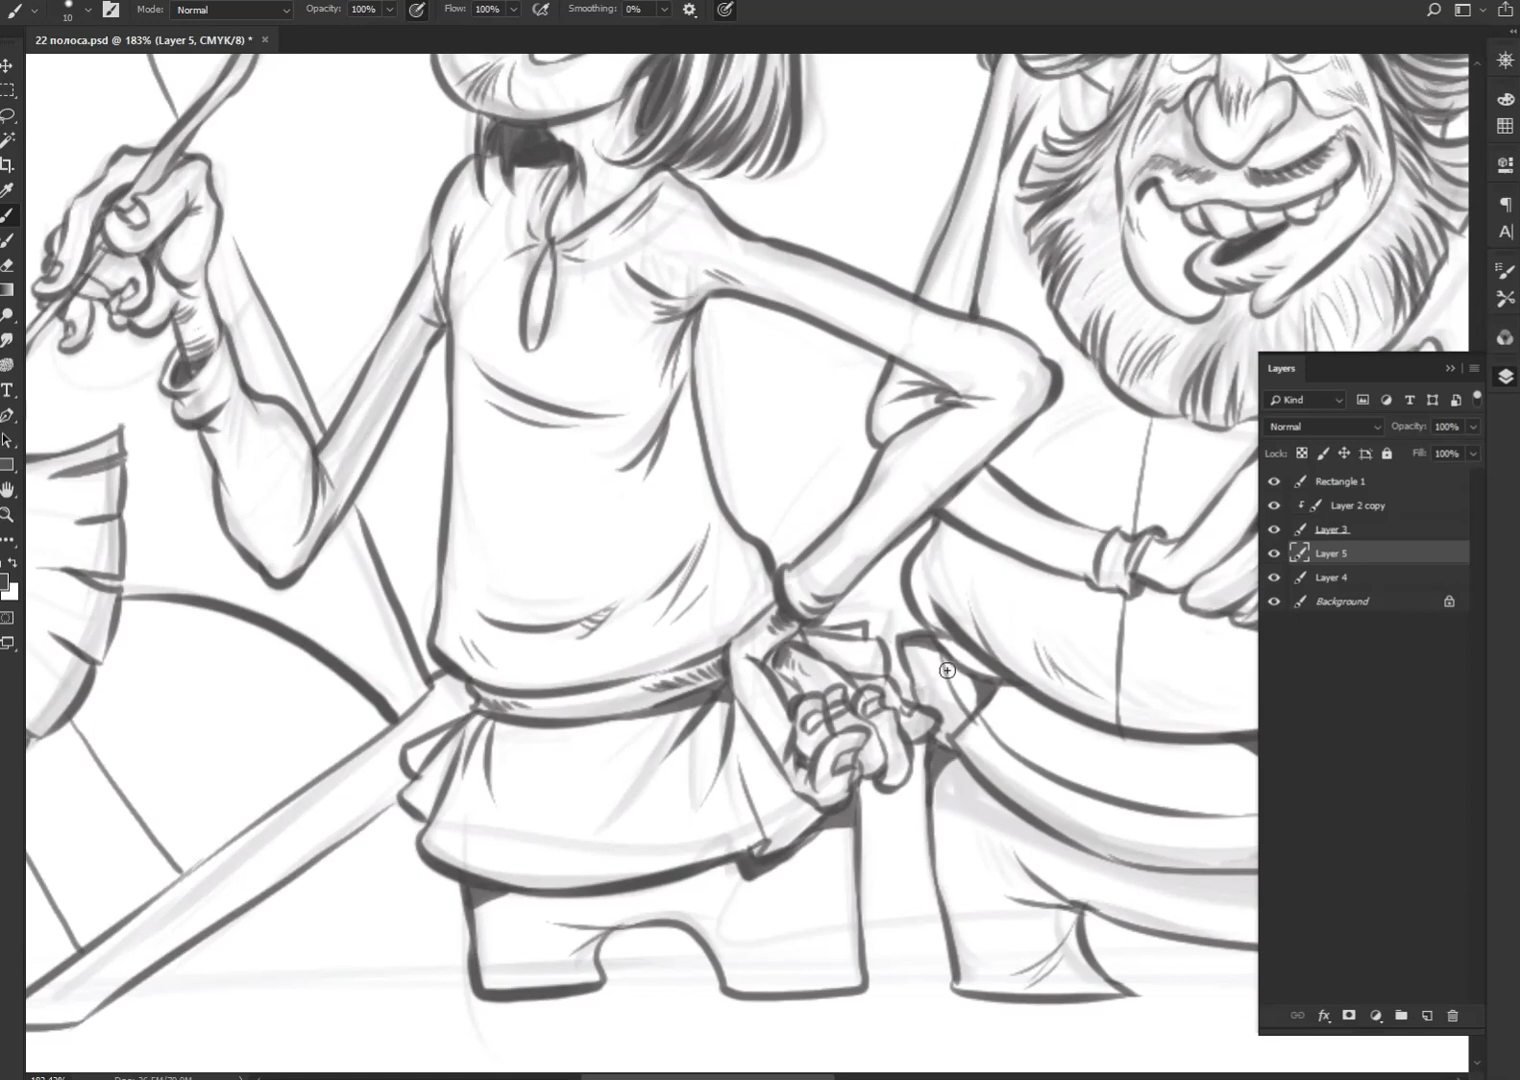 Mode: Normal Opacity: 100% Flow: 100% Smoothing: 0%
10
22 полоса.psd @ 183% (Layer 5, CMYK/8) * ×
Layers
Kind
Normal Opacity: 100%
Lock: Fill: 100%
Rectangle 1
Layer 2 copy
Layer 3
Layer 5
Layer 4
Background